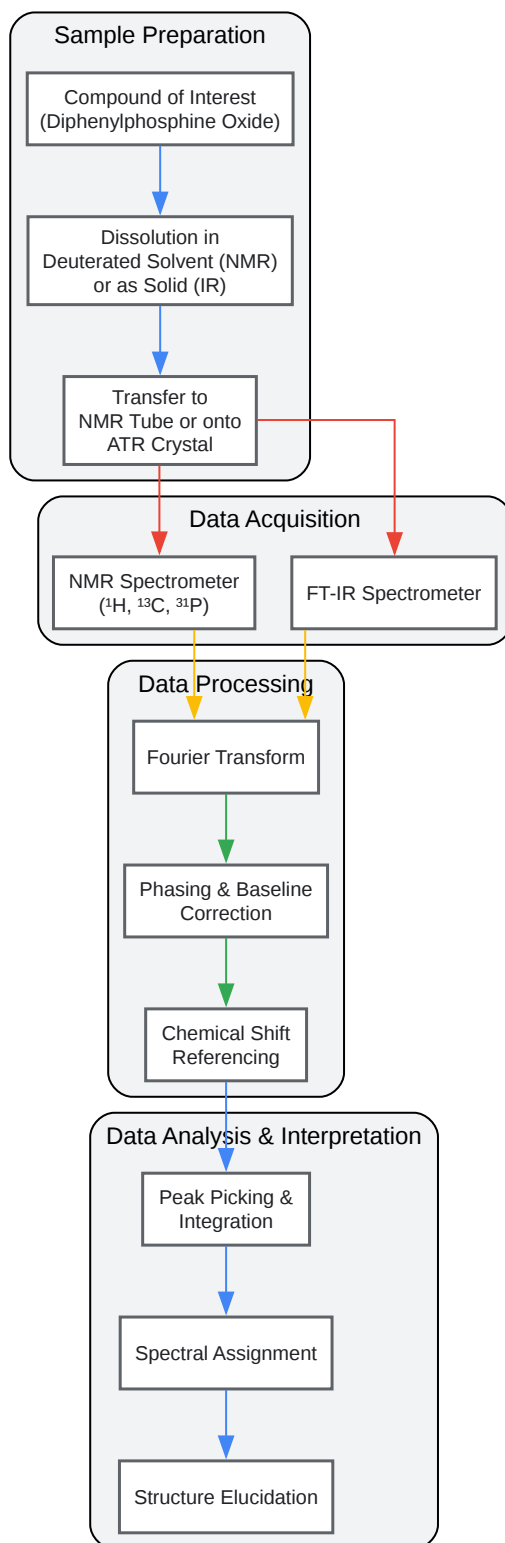 Sample Preparation
Compound of Interest
(Diphenylphosphine Oxide)
Dissolution in
Deuterated Solvent (NMR)
or as Solid (IR)
Transfer to
NMR Tube or onto
ATR Crystal
Data Acquisition
NMR Spectrometer
(¹H, ¹³C, ³¹P)
FT-IR Spectrometer
Data Processing
Fourier Transform
Phasing & Baseline
Correction
Chemical Shift
Referencing
Data Analysis & Interpretation
Peak Picking &
Integration
Spectral Assignment
Structure Elucidation